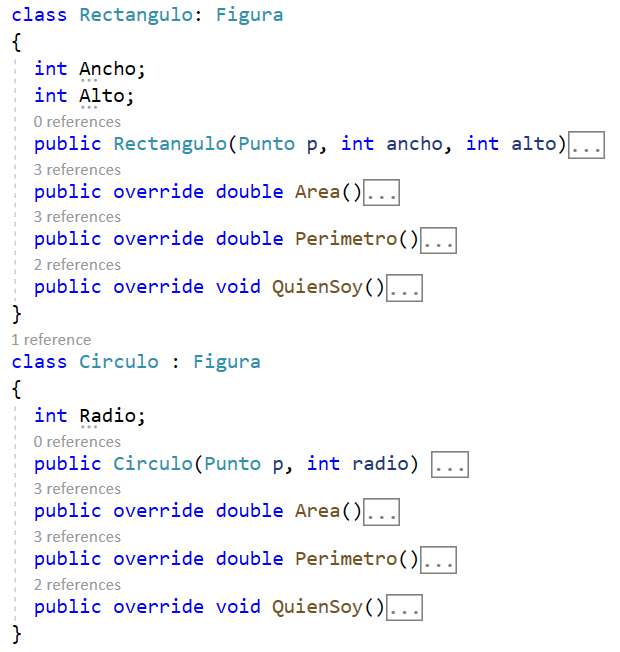 class Rectangulo: Figura
{
int Ancho;
int Alto;
0 references
public Rectangulo(Punto p, int ancho, int alto)...
3 references
public override double Area()...
3 references
public override double Perimetro()...
2 references
public override void QuienSoy()...
}
1 reference
class Circulo : Figura
{
int Radio;
0 references
public Circulo(Punto p, int radio) ...
3 references
public override double Area()...
3 references
public override double Perimetro()...
2 references
public override void QuienSoy()...
}